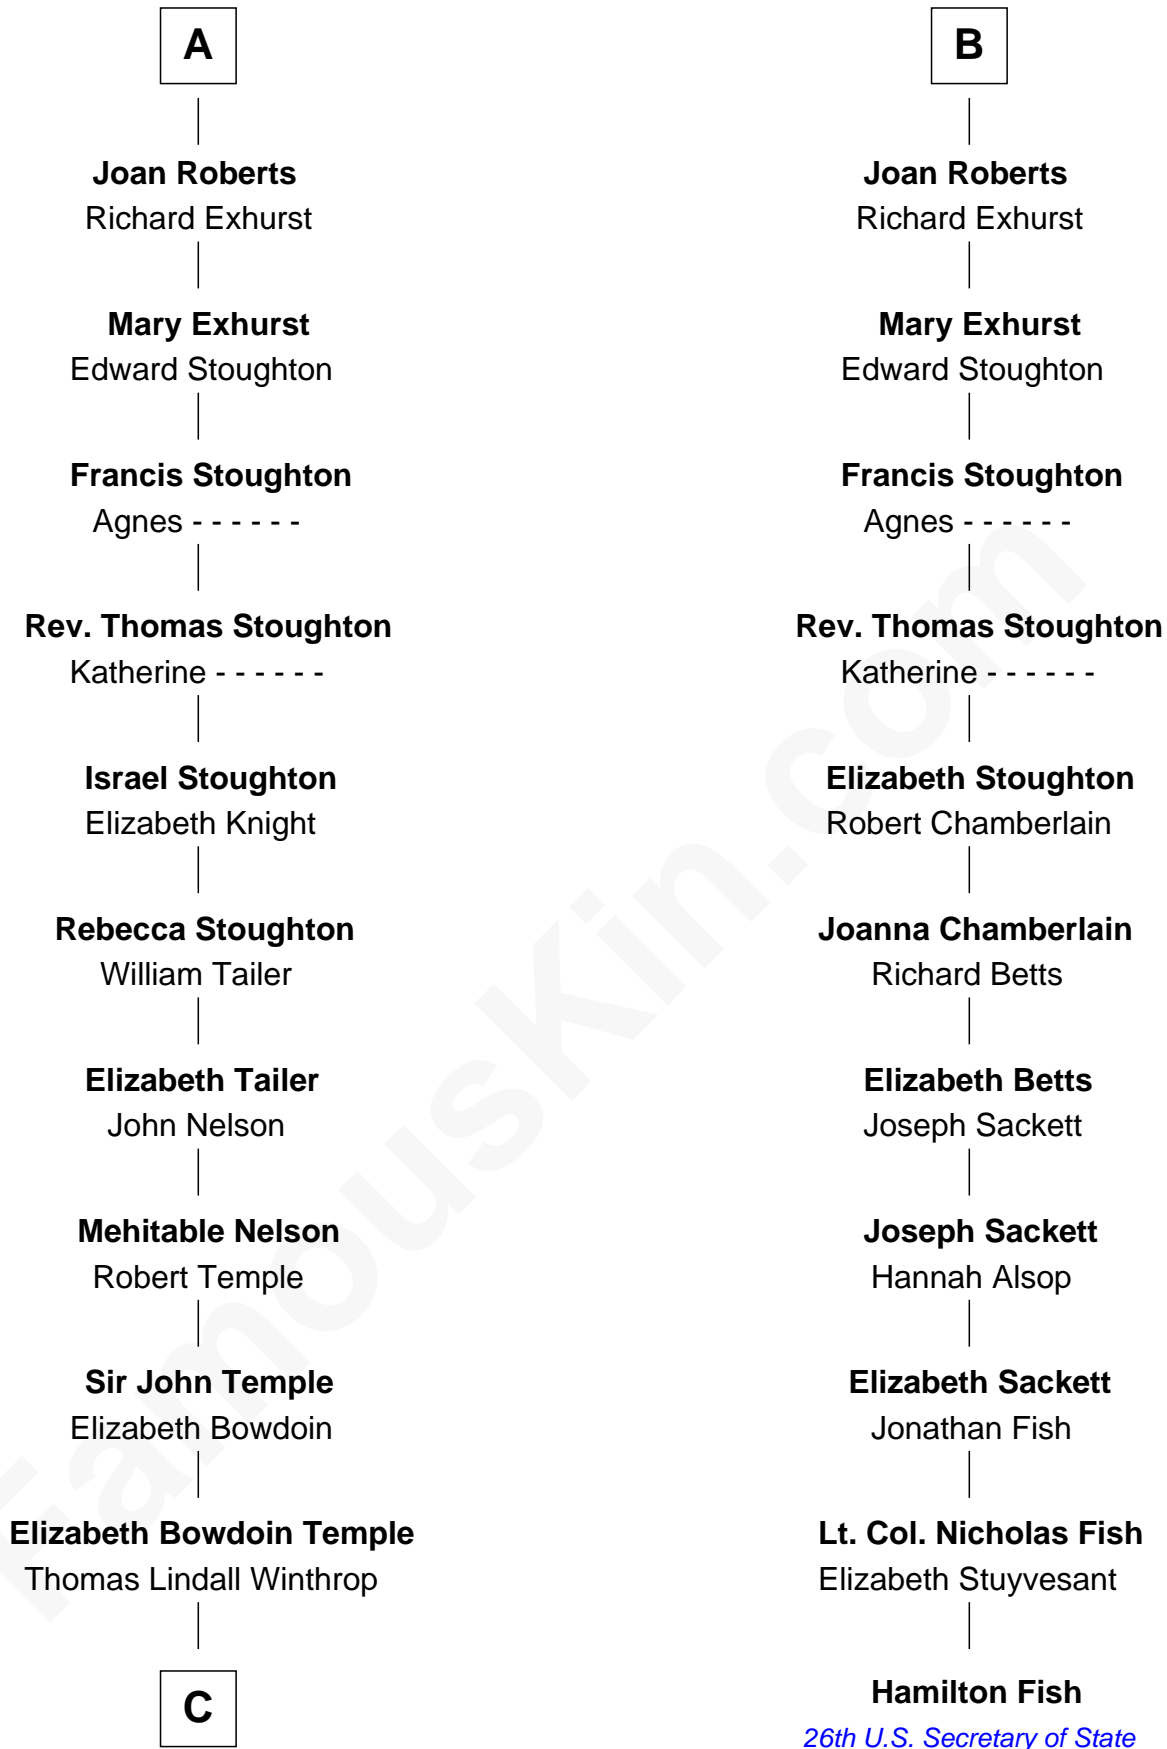 A
Joan Roberts
Richard Exhurst
Mary Exhurst
Edward Stoughton
Francis Stoughton
Agnes - - - - - -
Rev. Thomas Stoughton
Katherine - - - - - -
Israel Stoughton
Elizabeth Knight
Rebecca Stoughton
William Tailer
Elizabeth Tailer
John Nelson
Mehitable Nelson
Robert Temple
Sir John Temple
Elizabeth Bowdoin
Elizabeth Bowdoin Temple
Thomas Lindall Winthrop
C
B
Joan Roberts
Richard Exhurst
Mary Exhurst
Edward Stoughton
Francis Stoughton
Agnes - - - - - -
Rev. Thomas Stoughton
Katherine - - - - - -
Elizabeth Stoughton
Robert Chamberlain
Joanna Chamberlain
Richard Betts
Elizabeth Betts
Joseph Sackett
Joseph Sackett
Hannah Alsop
Elizabeth Sackett
Jonathan Fish
Lt. Col. Nicholas Fish
Elizabeth Stuyvesant
Hamilton Fish
26th U.S. Secretary of State
FamousKin.com